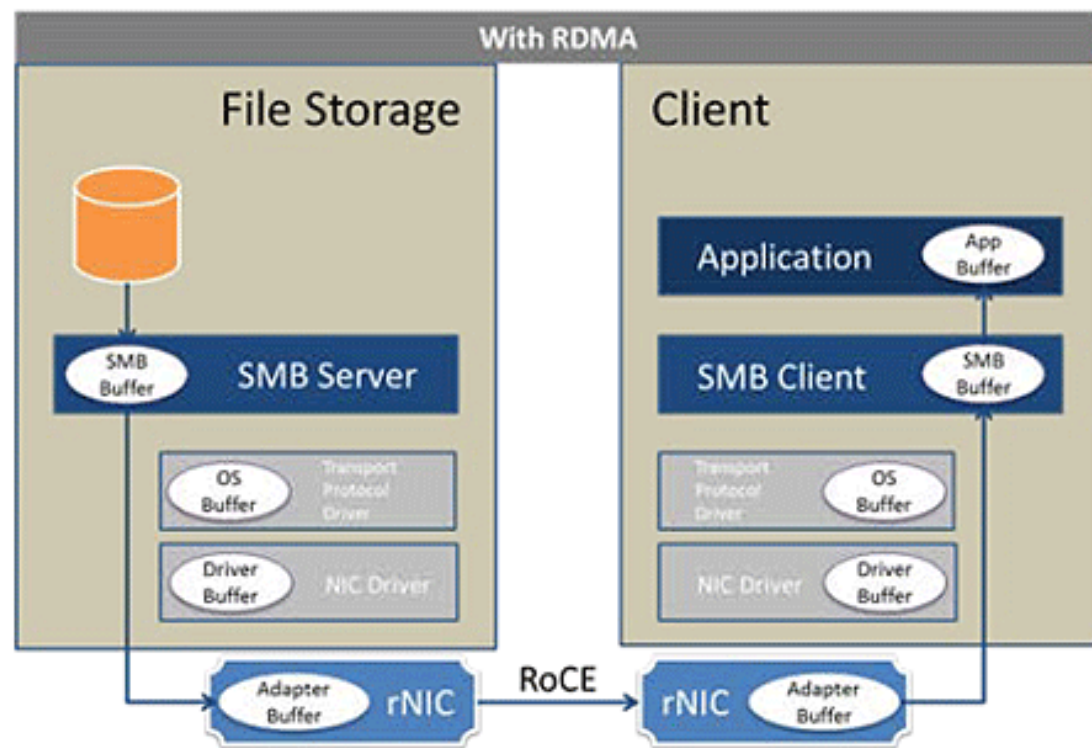 With RDMA
File Storage
SMB
Buffer
SMB Server
OS
Buffer
Transport
Protocol
Driver
Driver
Buffer
NIC Driver
Adapter
Buffer
rNIC
RoCE
Client
Application
App
Buffer
SMB Client
SMB
Buffer
Transport
Protocol
Driver
OS
Buffer
NIC Driver
Driver
Buffer
rNIC
Adapter
Buffer